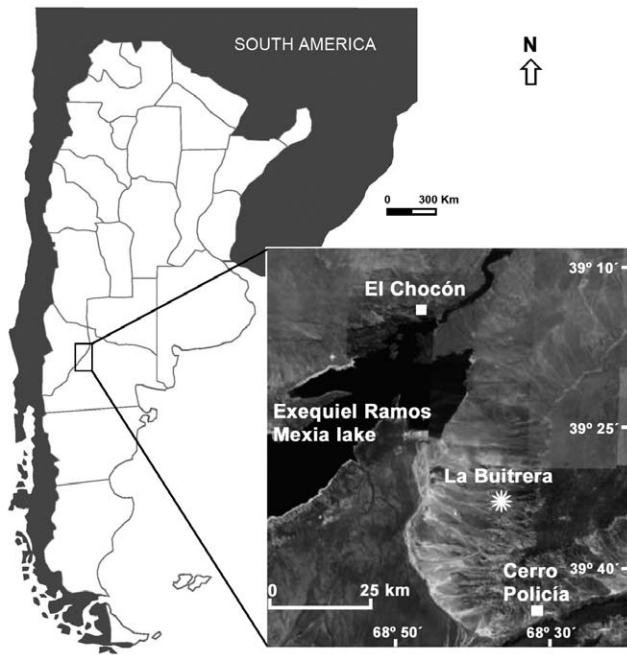 SOUTH AMERICA
N
0 300 Km
39º 10´
El Chocón
Exequiel Ramos
Mexia lake
39º 25´
La Buitrera
39º 40´
Cerro
Policía
0 25 km
68º 50´ 68º 30´